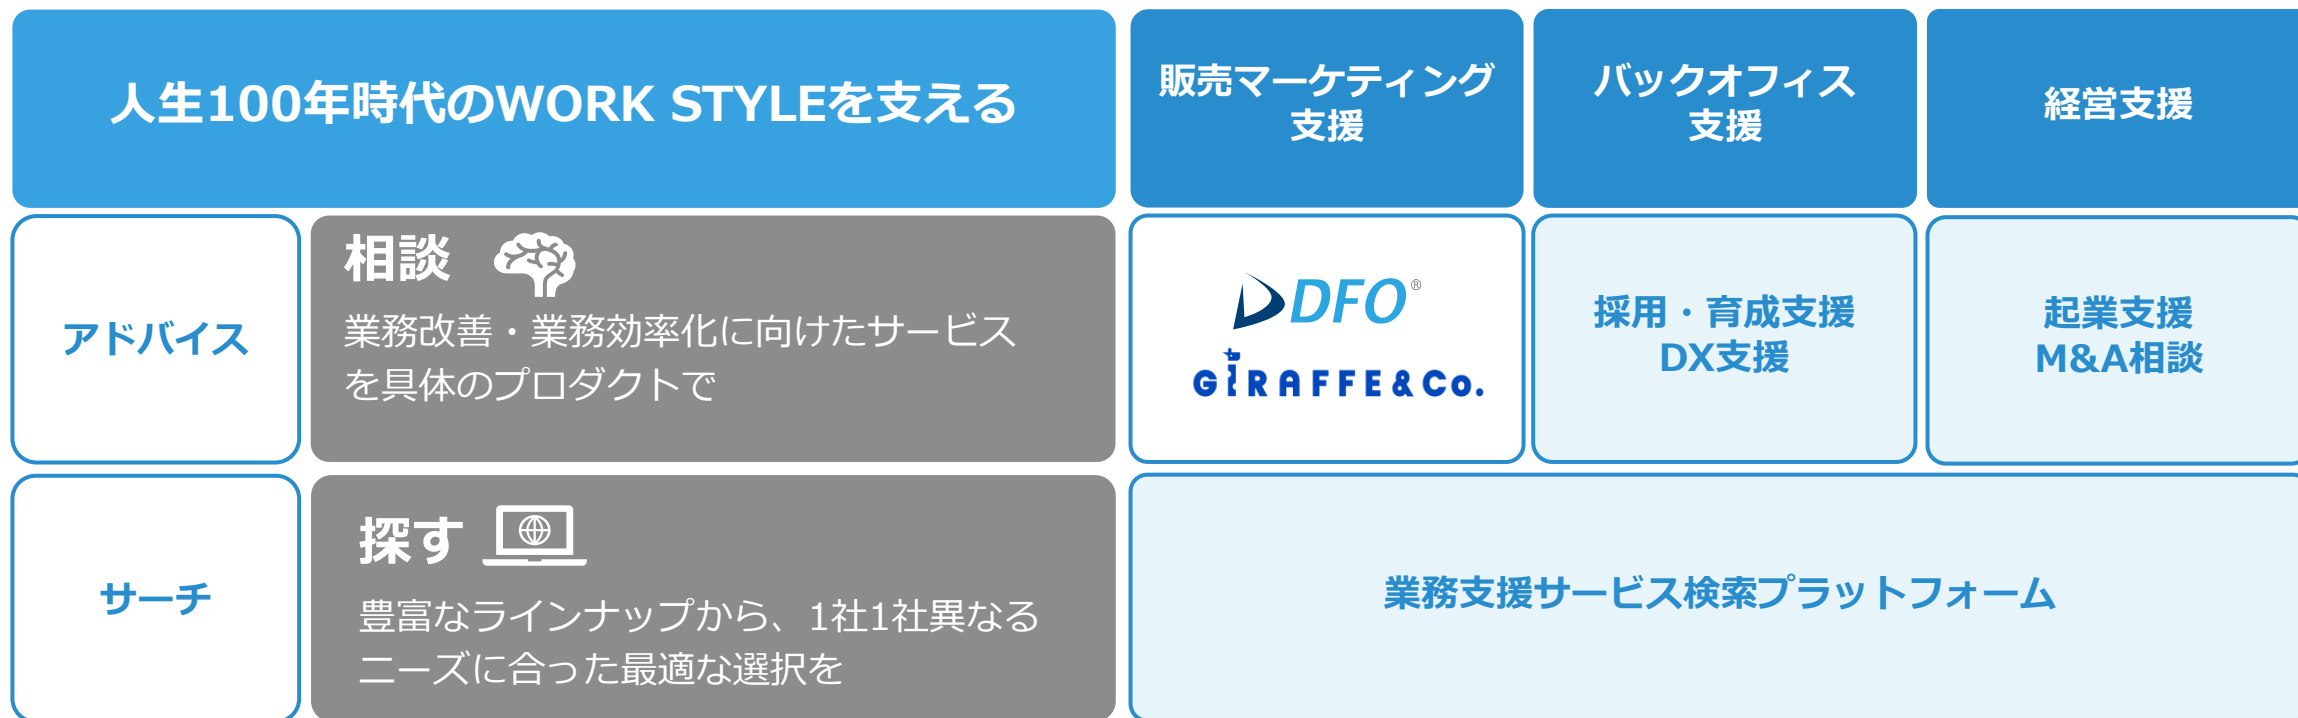 人生100年時代のWORK STYLEを支える
販売マーケティング
支援
バックオフィス
支援
経営支援
アドバイス
相談
業務改善・業務効率化に向けたサービス
を具体のプロダクトで
DFO®
GiRAFFE&Co.
採用・育成支援
DX支援
起業支援
M&A相談
サーチ
探す
豊富なラインナップから、1社1社異なる
ニーズに合った最適な選択を
業務支援サービス検索プラットフォーム